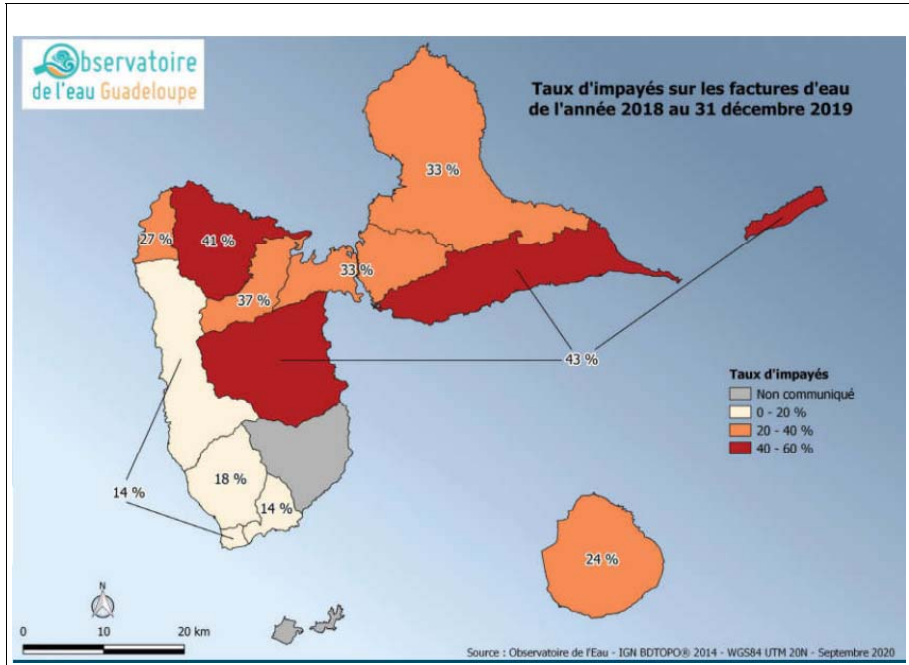 Observatoire
de l'eau Guadeloupe
Taux d'impayés sur les factures d'eau
de l'année 2018 au 31 décembre 2019
33 %
27 %
41 %
33 %
37 %
43 %
14 %
18 %
14 %
24 %
Taux d'impayés
Non communiqué
0 - 20 %
20 - 40 %
40 - 60 %
N
0 10 20 km
Source : Observatoire de l'Eau - IGN BDTOPO® 2014 - WGS84 UTM 20N - Septembre 2020